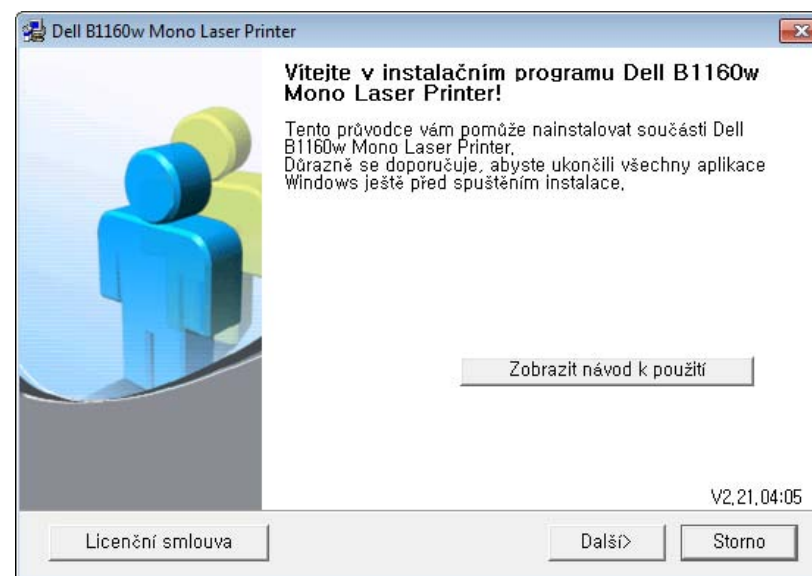 Dell B1160w Mono Laser Printer
Vítejte v instalačním programu Dell B1160w
Mono Laser Printer!
Tento průvodce vám pomůže nainstalovat součásti Dell
B1160w Mono Laser Printer.
Důrazně se doporučuje, abyste ukončili všechny aplikace
Windows ještě před spuštěním instalace.
Zobrazit návod k použití
V2.21.04:05
Licenční smlouva
Další>
Storno